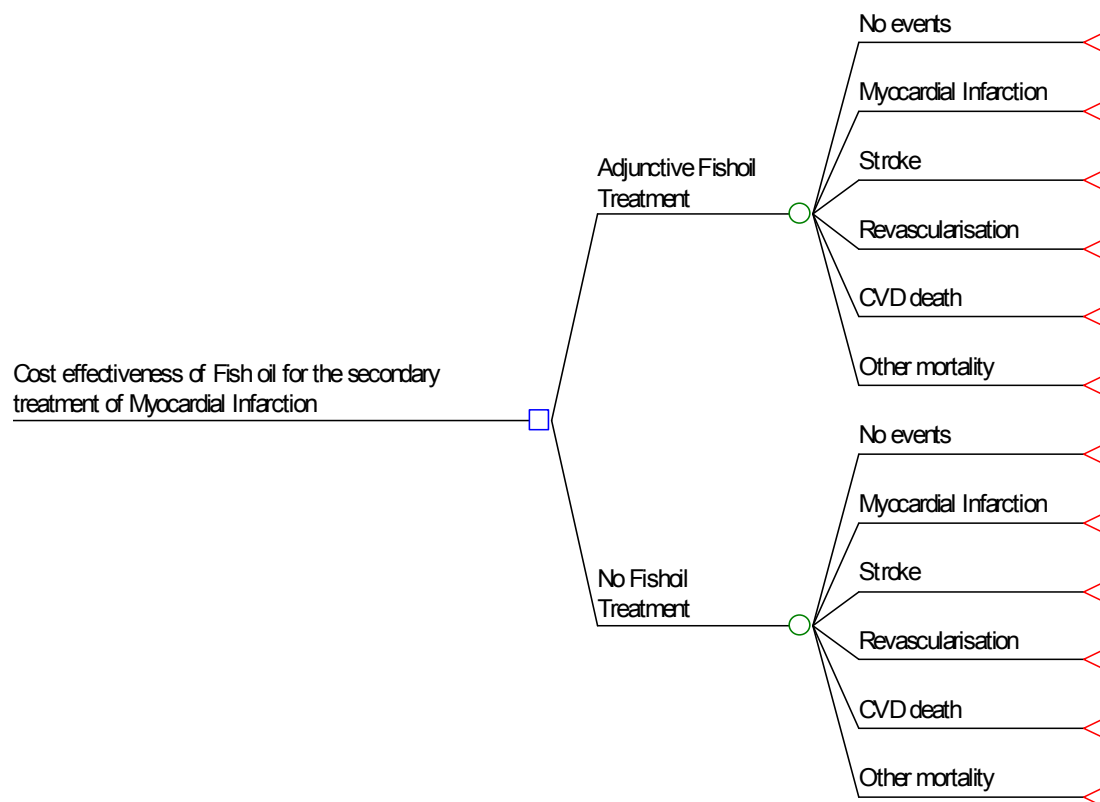 No events
Myocardial Infarction
Adjunctive Fishoil
Treatment
Stroke
Revascularisation
CVD death
Other mortality
Cost effectiveness of Fish oil for the secondary
treatment of Myocardial Infarction
No events
Myocardial Infarction
No Fishoil
Treatment
Stroke
Revascularisation
CVD death
Other mortality